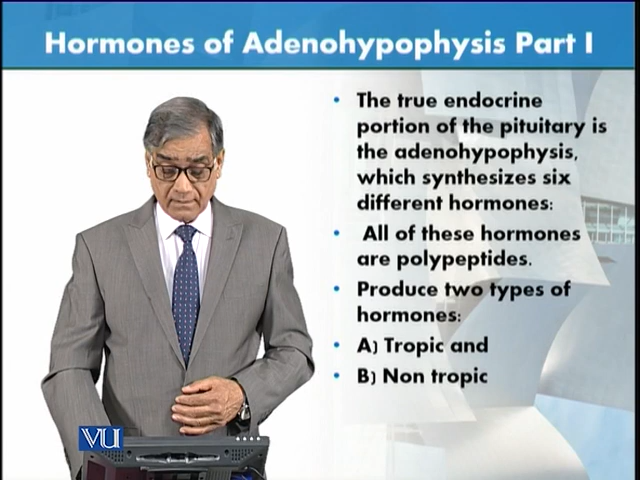 Hormones of Adenohypophysis Part I
• The true endocrine
portion of the pituitary is
the adenohypophysis,
which synthesizes six
different hormones:
• All of these hormones
are polypeptides.
• Produce two types of
hormones:
• A) Tropic and
• B) Non tropic
VU